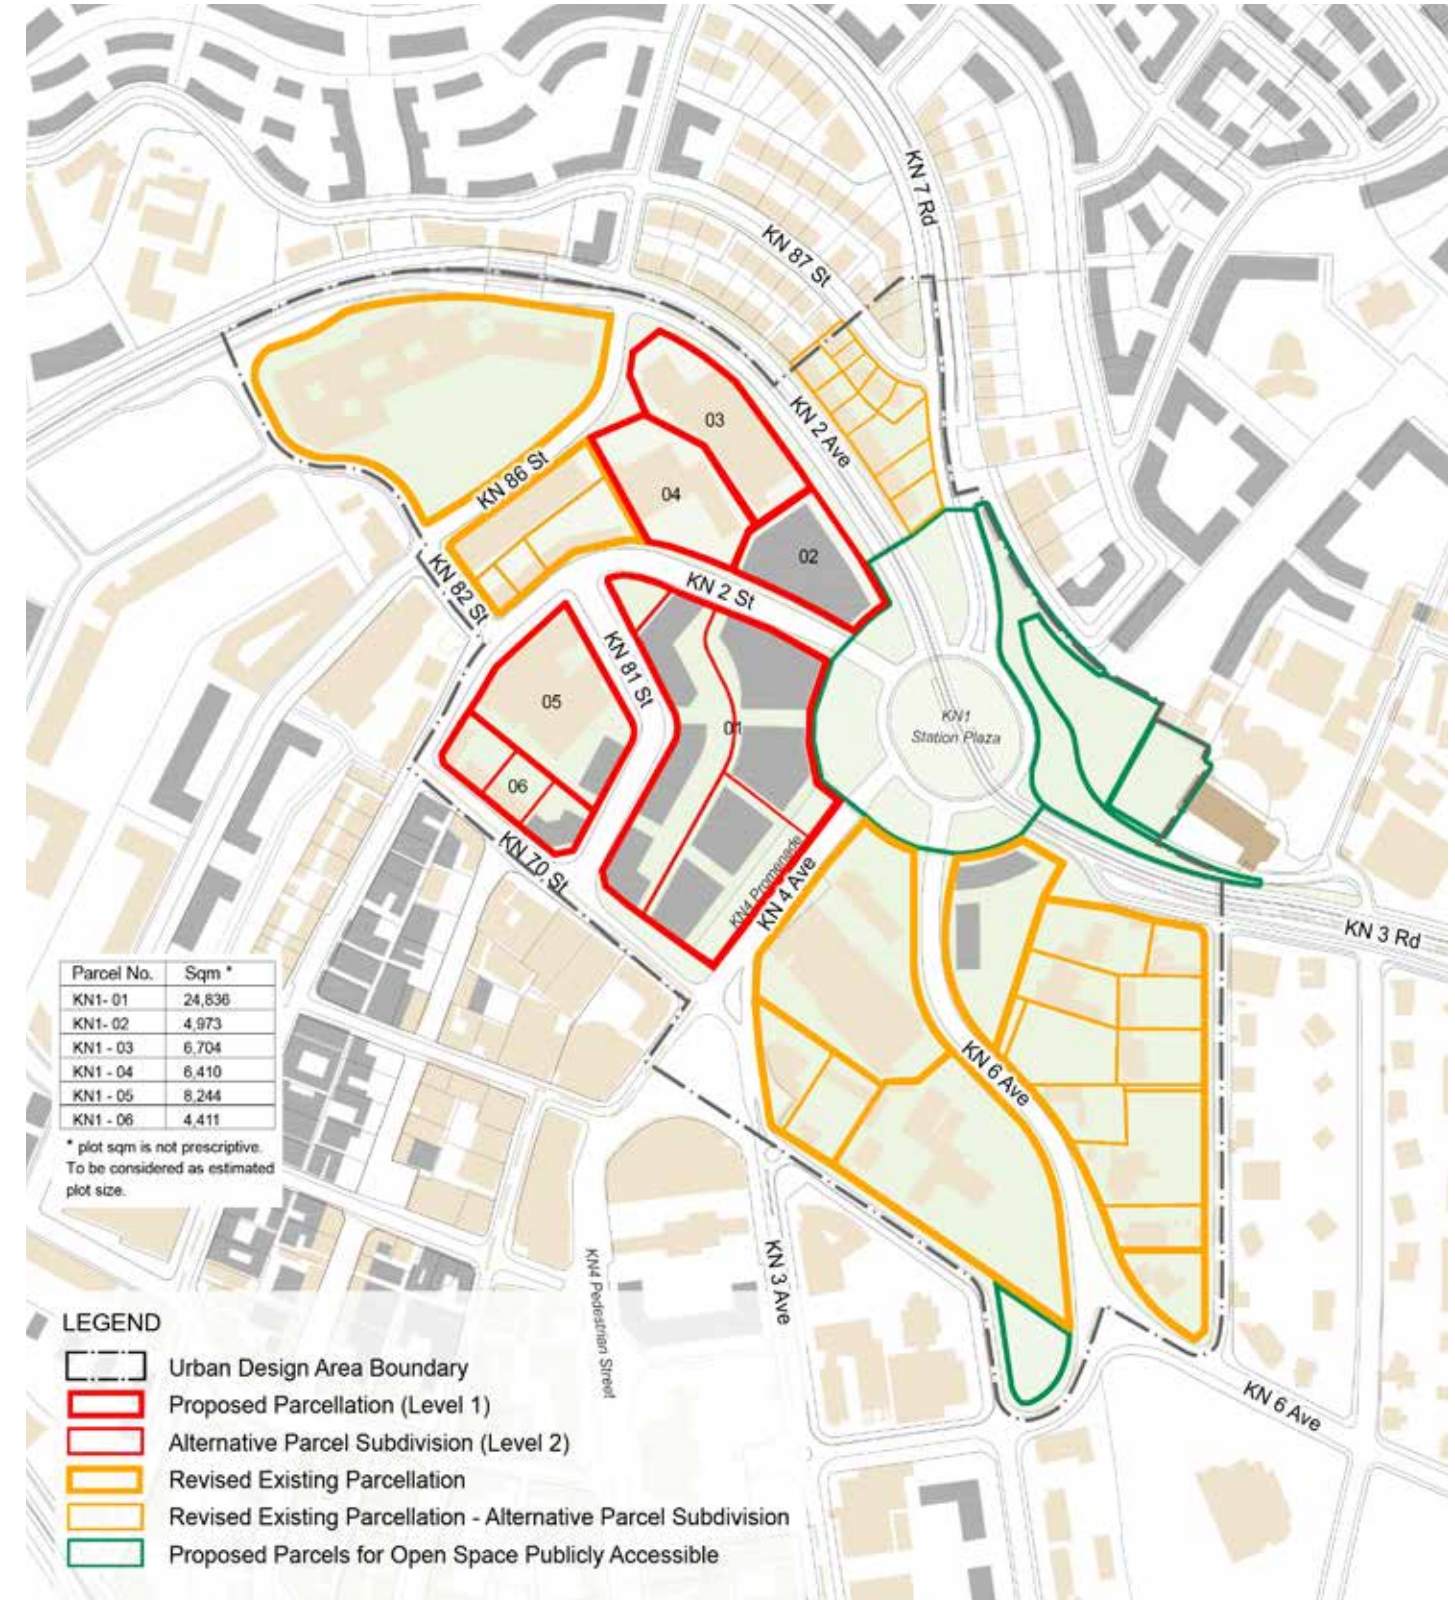 KN 7 Rd
KN 87 St
KN 2 Ave
03
KN 86 St
04
02
KN 82 St
KN 2 St
KN 81 St
05
01
KN1
Station Plaza
06
KN 70 St
KN4 Promenade
KN 4 Ave
KN 3 Rd
KN 6 Ave
Parcel No. Sqm *
KN1- 01 24,836
KN1- 02 4,973
KN1 - 03 6,704
KN1 - 04 6,410
KN1 - 05 8,244
KN1 - 06 4,411
* plot sqm is not prescriptive.
To be considered as estimated
plot size.
KN4 Pedestrian Street
KN 3 Ave
KN 6 Ave
LEGEND
Urban Design Area Boundary
Proposed Parcellation (Level 1)
Alternative Parcel Subdivision (Level 2)
Revised Existing Parcellation
Revised Existing Parcellation - Alternative Parcel Subdivision
Proposed Parcels for Open Space Publicly Accessible